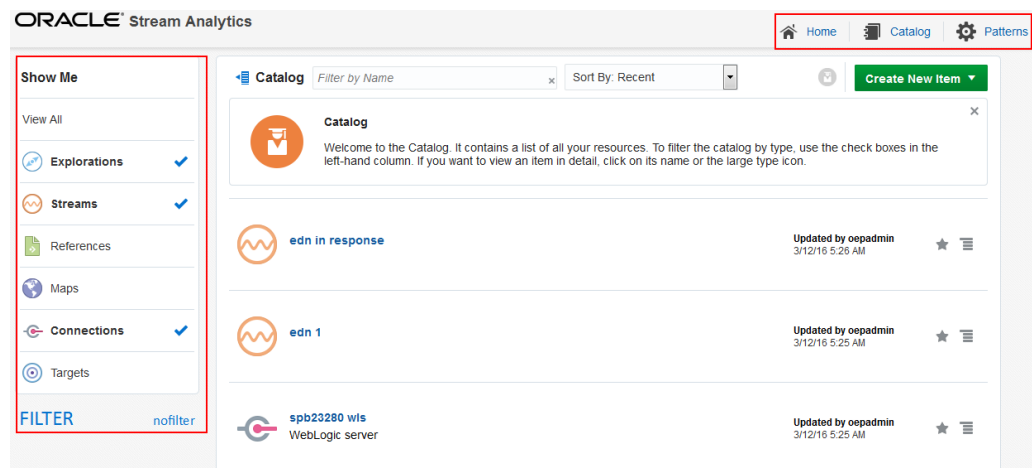 ORACLE® Stream Analytics
Home Catalog Patterns
Show Me
View All
Explorations
Streams
References
Maps
Connections
Targets
FILTER nofilter
Catalog Filter by Name × Sort By: Recent Create New Item
Catalog
Welcome to the Catalog. It contains a list of all your resources. To filter the catalog by type, use the check boxes in the
left-hand column. If you want to view an item in detail, click on its name or the large type icon.
edn in response
Updated by oepadmin
3/12/16 5:26 AM
edn 1
Updated by oepadmin
3/12/16 5:25 AM
spb23280 wls
WebLogic server
Updated by oepadmin
3/12/16 5:25 AM